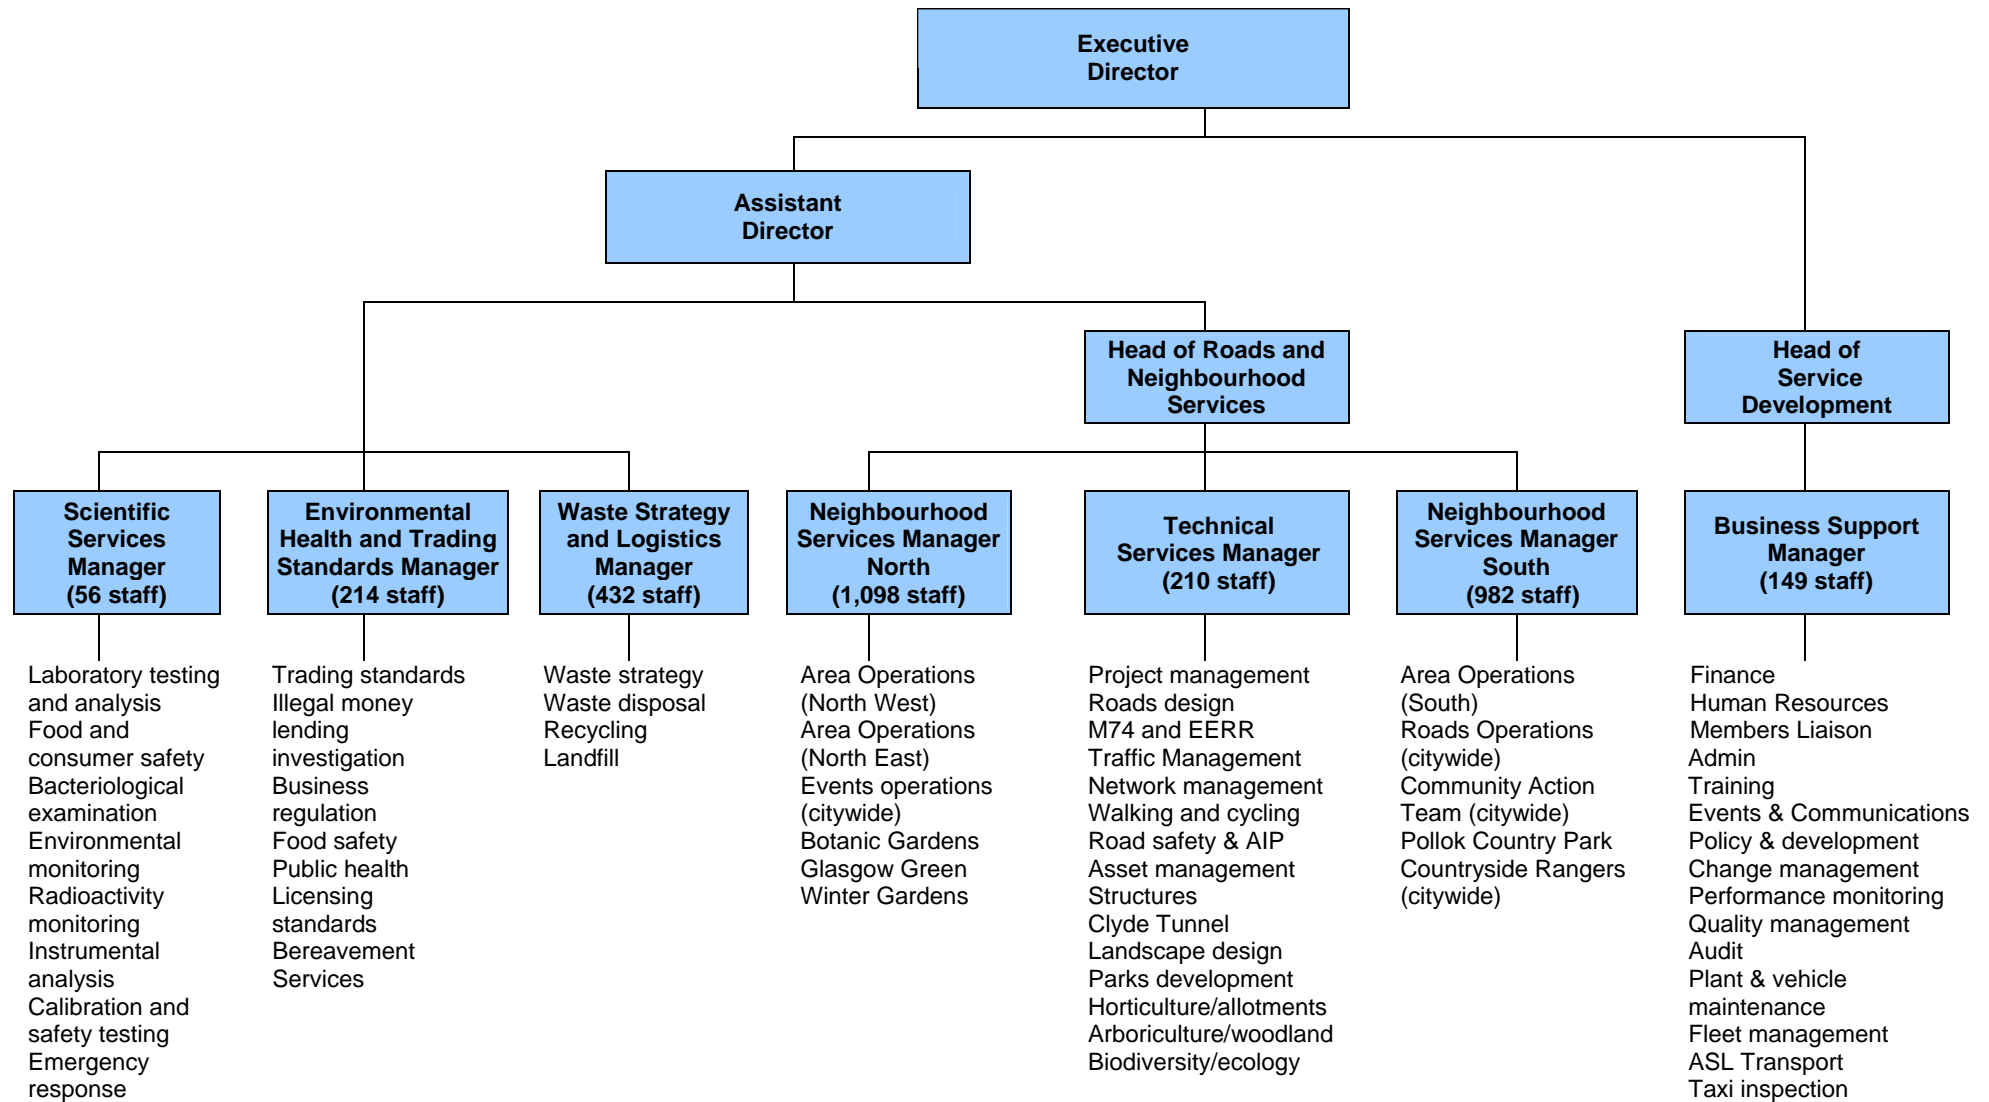 Executive
Director
Assistant
Director
Head of Roads and
Neighbourhood
Services
Head of
Service
Development
Scientific
Services
Manager
(56 staff)
Environmental
Health and Trading
Standards Manager
(214 staff)
Waste Strategy
and Logistics
Manager
(432 staff)
Neighbourhood
Services Manager
North
(1,098 staff)
Technical
Services Manager
(210 staff)
Neighbourhood
Services Manager
South
(982 staff)
Business Support
Manager
(149 staff)
Laboratory testing
and analysis
Food and
consumer safety
Bacteriological
examination
Environmental
monitoring
Radioactivity
monitoring
Instrumental
analysis
Calibration and
safety testing
Emergency
response
Trading standards
Illegal money
lending
investigation
Business
regulation
Food safety
Public health
Licensing
standards
Bereavement
Services
Waste strategy
Waste disposal
Recycling
Landfill
Area Operations
(North West)
Area Operations
(North East)
Events operations
(citywide)
Botanic Gardens
Glasgow Green
Winter Gardens
Project management
Roads design
M74 and EERR
Traffic Management
Network management
Walking and cycling
Road safety & AIP
Asset management
Structures
Clyde Tunnel
Landscape design
Parks development
Horticulture/allotments
Arboriculture/woodland
Biodiversity/ecology
Area Operations
(South)
Roads Operations
(citywide)
Community Action
Team (citywide)
Pollok Country Park
Countryside Rangers
(citywide)
Finance
Human Resources
Members Liaison
Admin
Training
Events & Communications
Policy & development
Change management
Performance monitoring
Quality management
Audit
Plant & vehicle
maintenance
Fleet management
ASL Transport
Taxi inspection